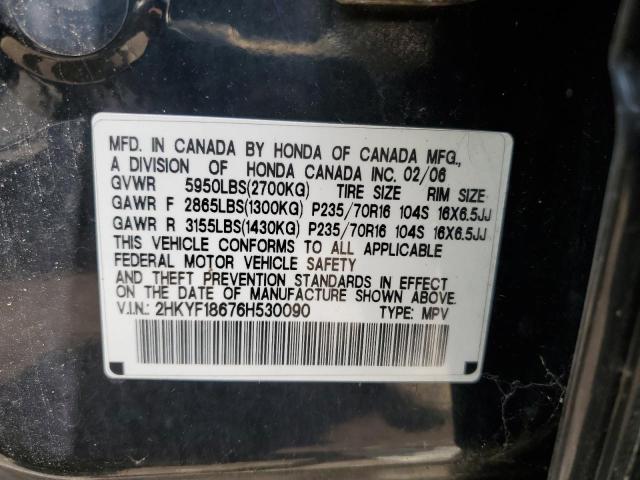 MFD. IN CANADA BY HONDA OF CANADA MFG.,
A DIVISION OF HONDA CANADA INC. 02/06
GVWR 5950LBS(2700KG) TIRE SIZE RIM SIZE
GAWR F 2865LBS(1300KG) P235/70R16 104S 16X6.5JJ
GAWR R 3155LBS(1430KG) P235/70R16 104S 16X6.5JJ
THIS VEHICLE CONFORMS TO ALL APPLICABLE
FEDERAL MOTOR VEHICLE SAFETY
AND THEFT PREVENTION STANDARDS IN EFFECT
ON THE DATE OF MANUFACTURE SHOWN ABOVE.
V.I.N.: 2HKYF18676H530090 TYPE: MPV